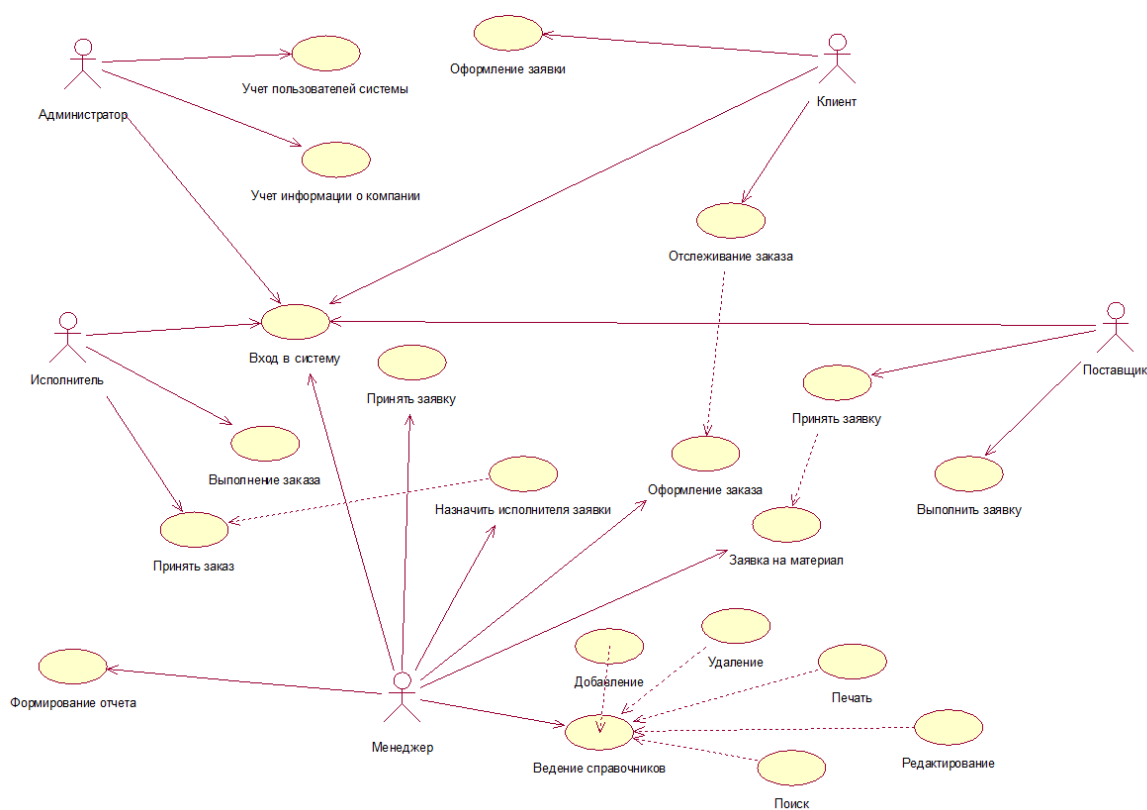 Оформление заявки
Учет пользователей системы
Администратор
Клиент
Учет информации о компании
Отслеживание заказа
Вход в систему
Исполнитель
Поставщик
Принять заявку
Принять заявку
Выполнение заказа
Оформление заказа
Назначить исполнителя заявки
Выполнить заявку
Принять заказ
Заявка на материал
Удаление
Добавление
Печать
Формирование отчета
Менеджер
Ведение справочников
Редактирование
Поиск